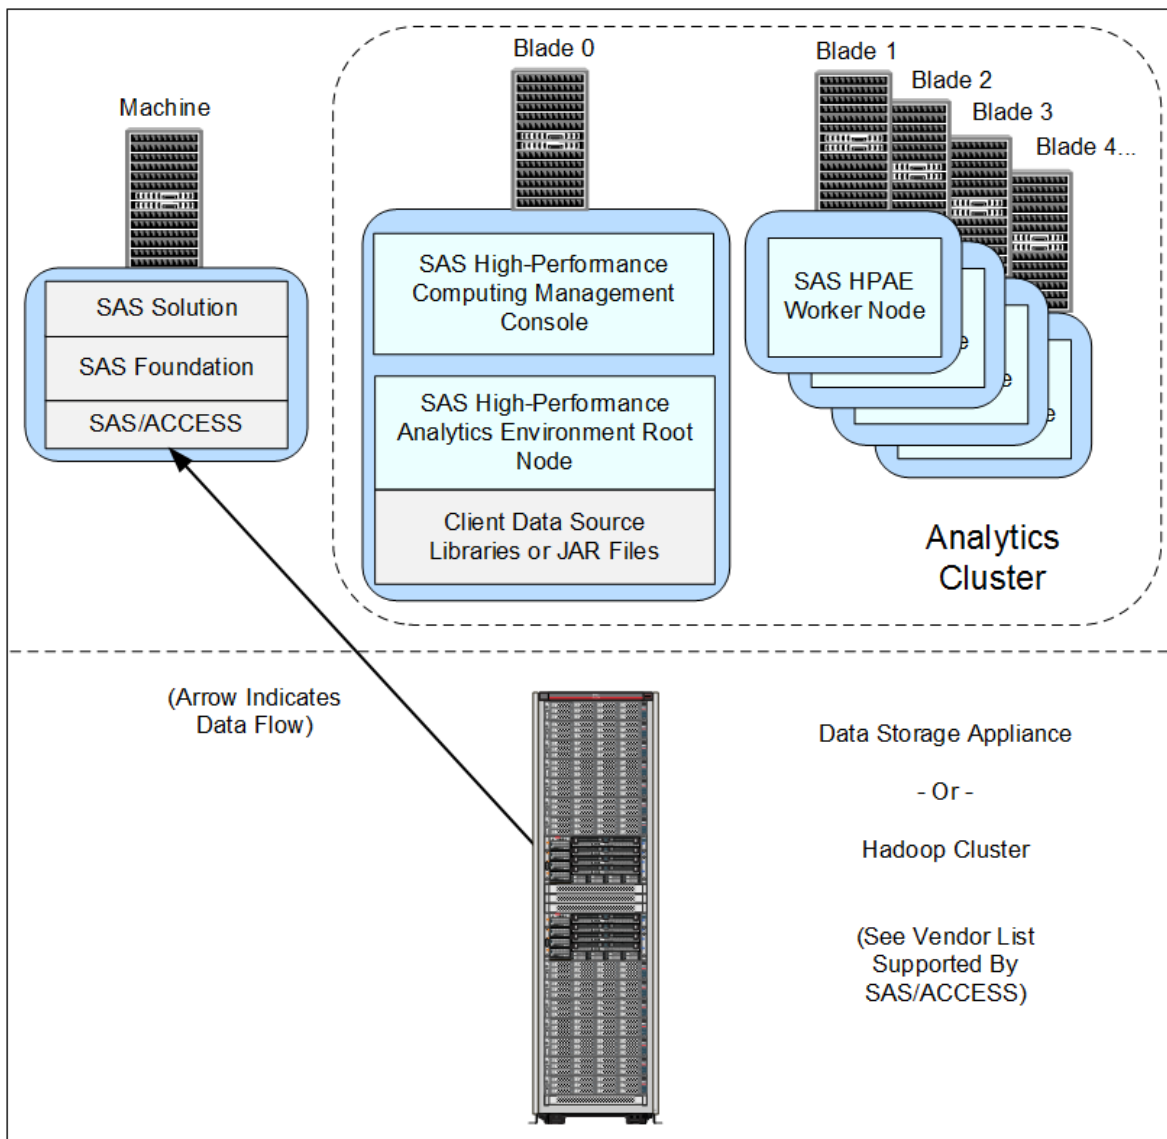 Machine
SAS Solution
SAS Foundation
SAS/ACCESS
Blade 0
SAS High-Performance
Computing Management
Console
SAS High-Performance
Analytics Environment Root
Node
Client Data Source
Libraries or JAR Files
Blade 1
Blade 2
Blade 3
Blade 4...
SAS HPAE
Worker Node
e
e
e
Analytics
Cluster
(Arrow Indicates
Data Flow)
Data Storage Appliance
- Or -
Hadoop Cluster
(See Vendor List
Supported By
SAS/ACCESS)